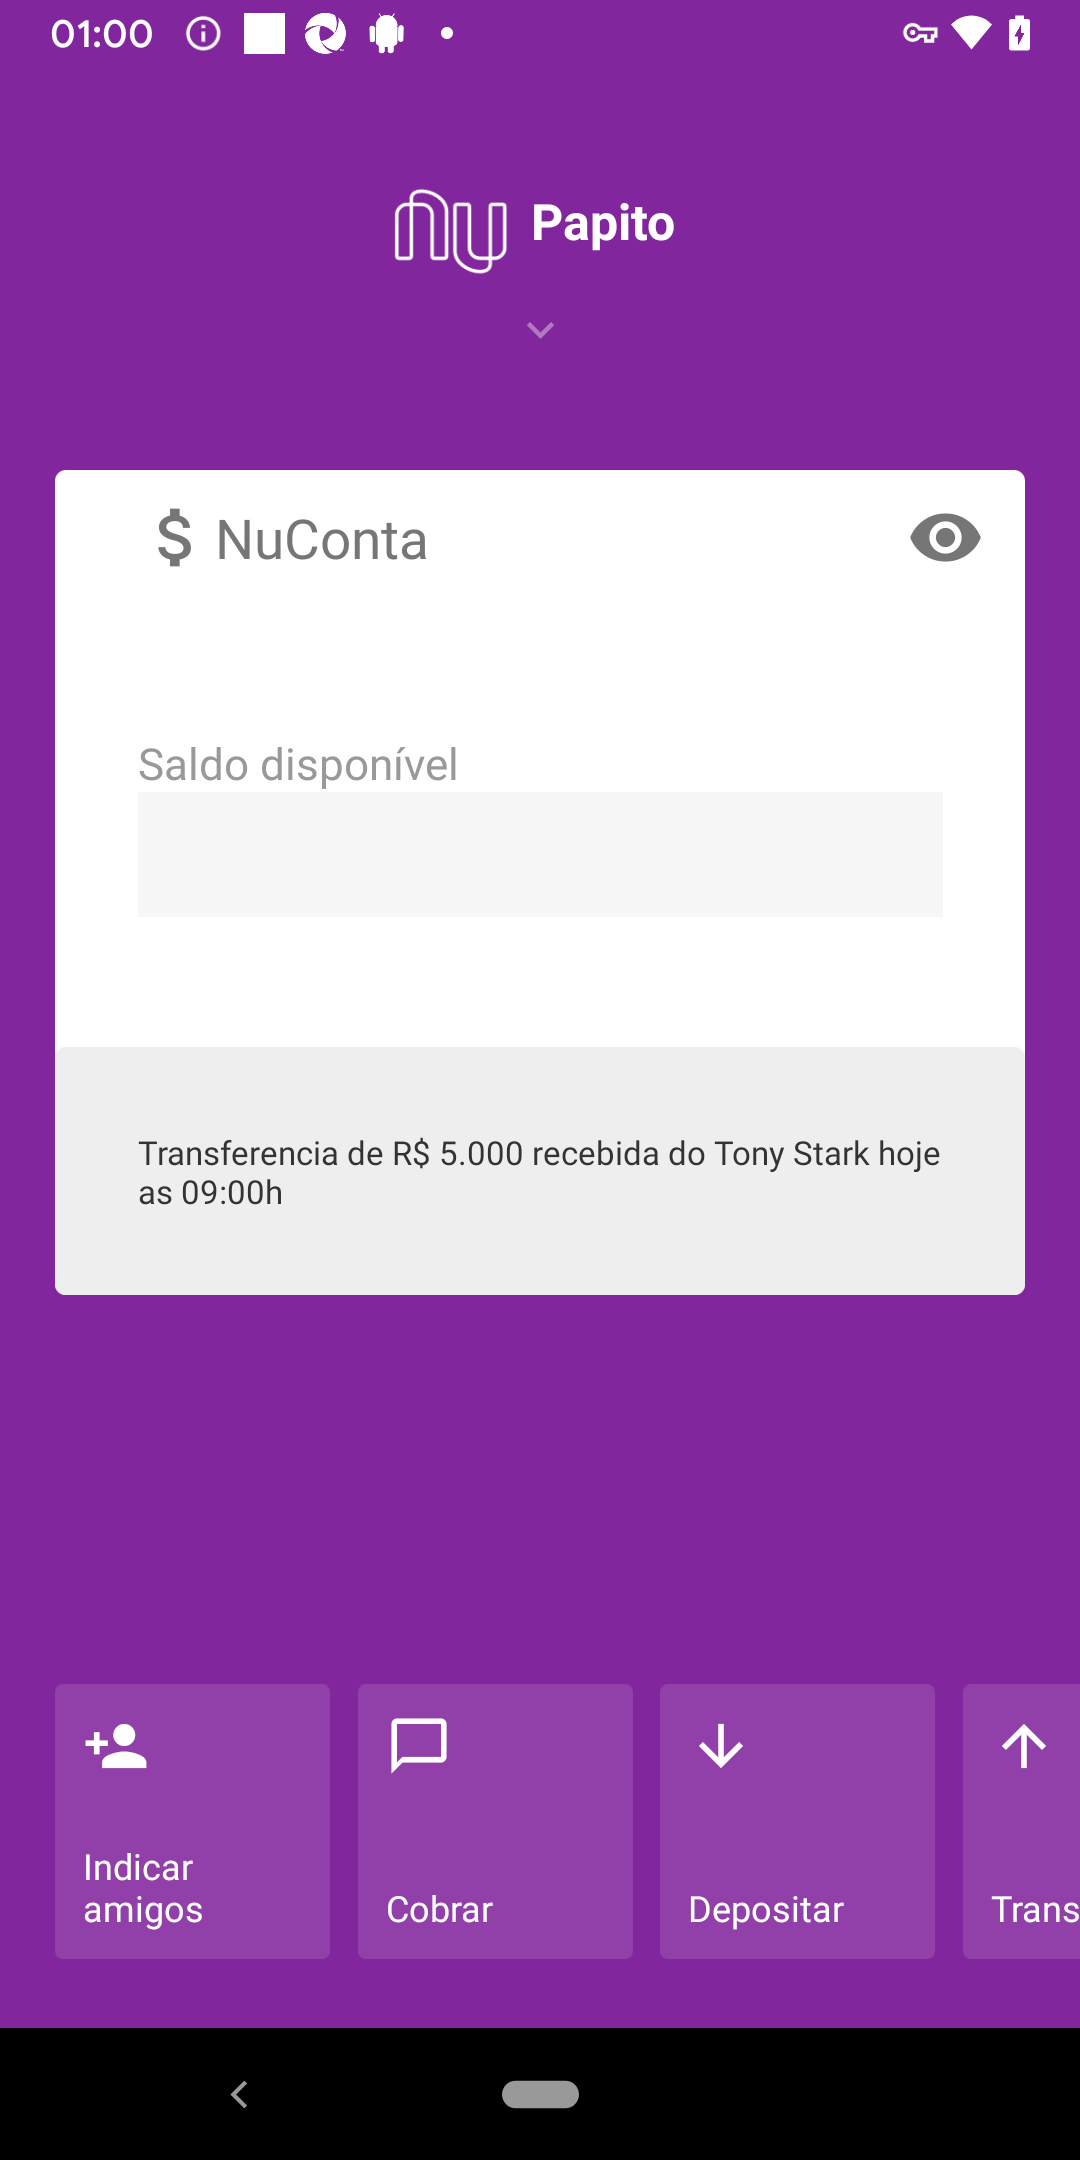 01:00
nu Papito
$ NuConta
Saldo disponível
Transferencia de R$ 5.000 recebida do Tony Stark hoje
as 09:00h
Indicar
amigos
Cobrar
Depositar
Trans